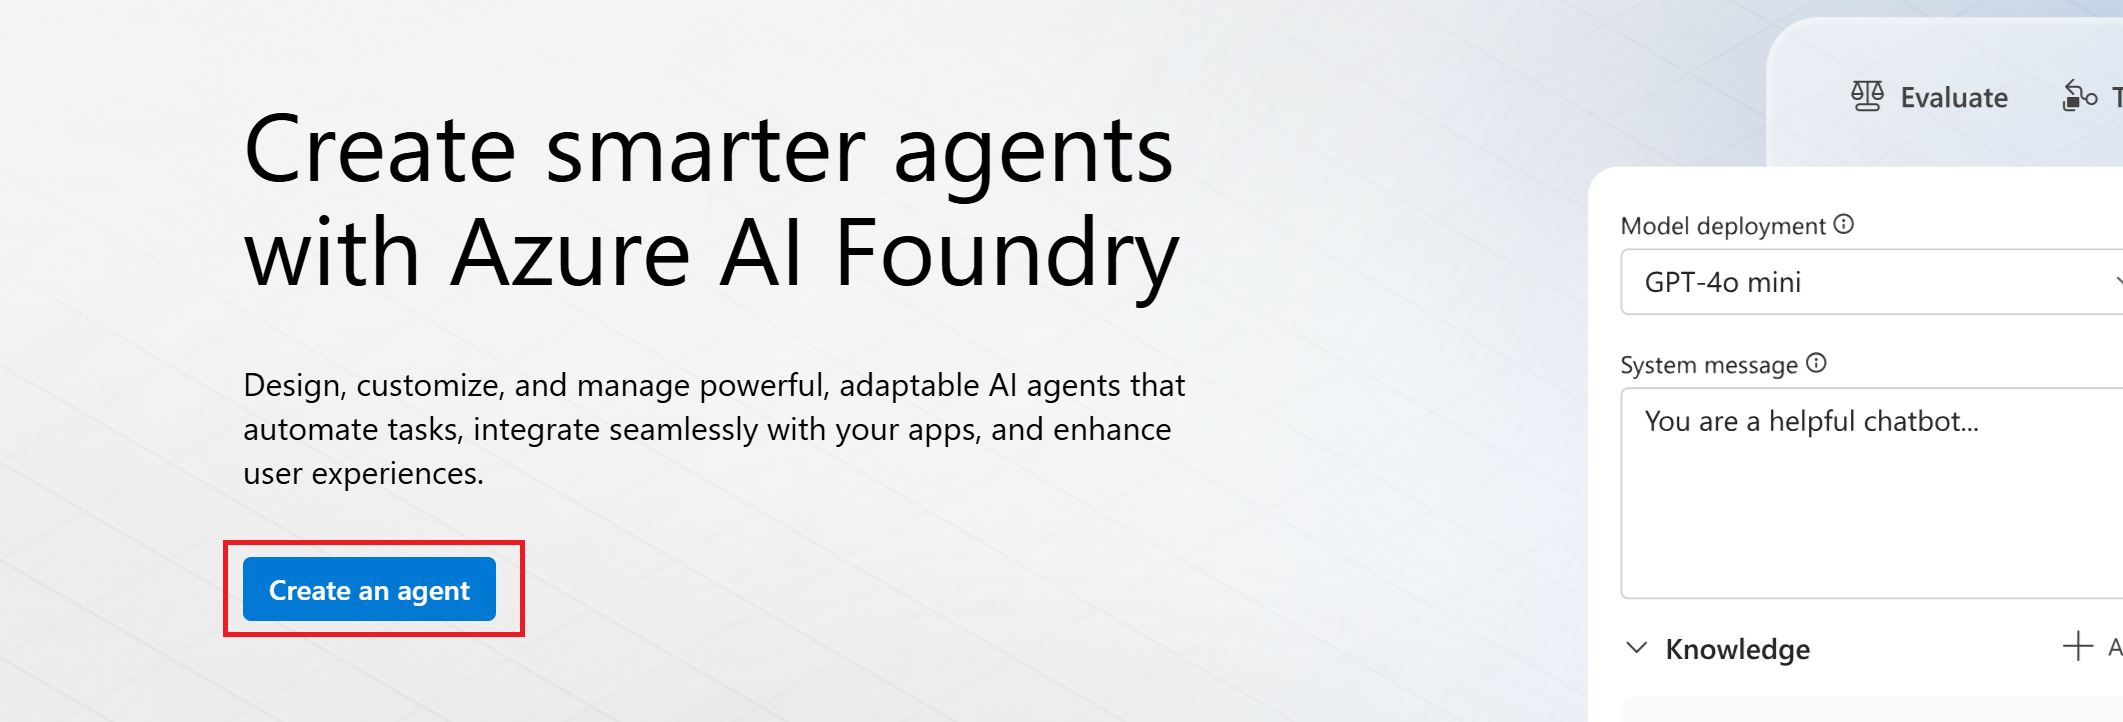 Create smarter agents
with Azure AI Foundry
Design, customize, and manage powerful, adaptable AI agents that
automate tasks, integrate seamlessly with your apps, and enhance
user experiences.
Create an agent
Evaluate
Model deployment
GPT-4o mini
System message
You are a helpful chatbot...
Knowledge